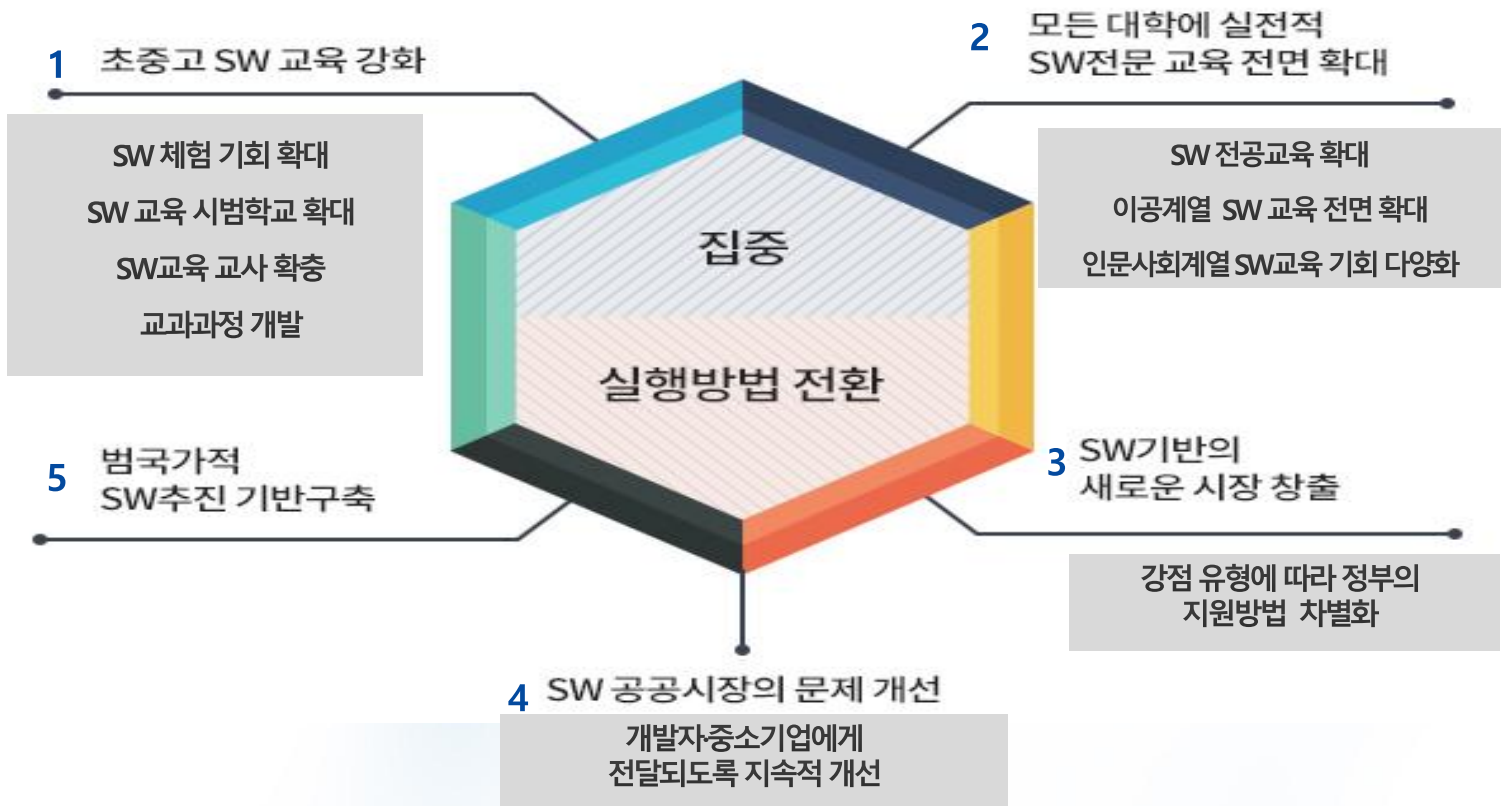 1
초중고 SW 교육 강화
SW 체험 기회 확대
SW 교육 시범학교 확대
SW교육 교사 확충
교과과정 개발
2
모든 대학에 실전적
SW전문 교육 전면 확대
SW 전공교육 확대
이공계열 SW 교육 전면 확대
인문사회계열 SW교육 기회 다양화
집중
실행방법 전환
3
SW기반의
새로운 시장 창출
강점 유형에 따라 정부의
지원방법 차별화
4
SW 공공시장의 문제 개선
개발자·중소기업에게
전달되도록 지속적 개선
5
범국가적
SW추진 기반구축